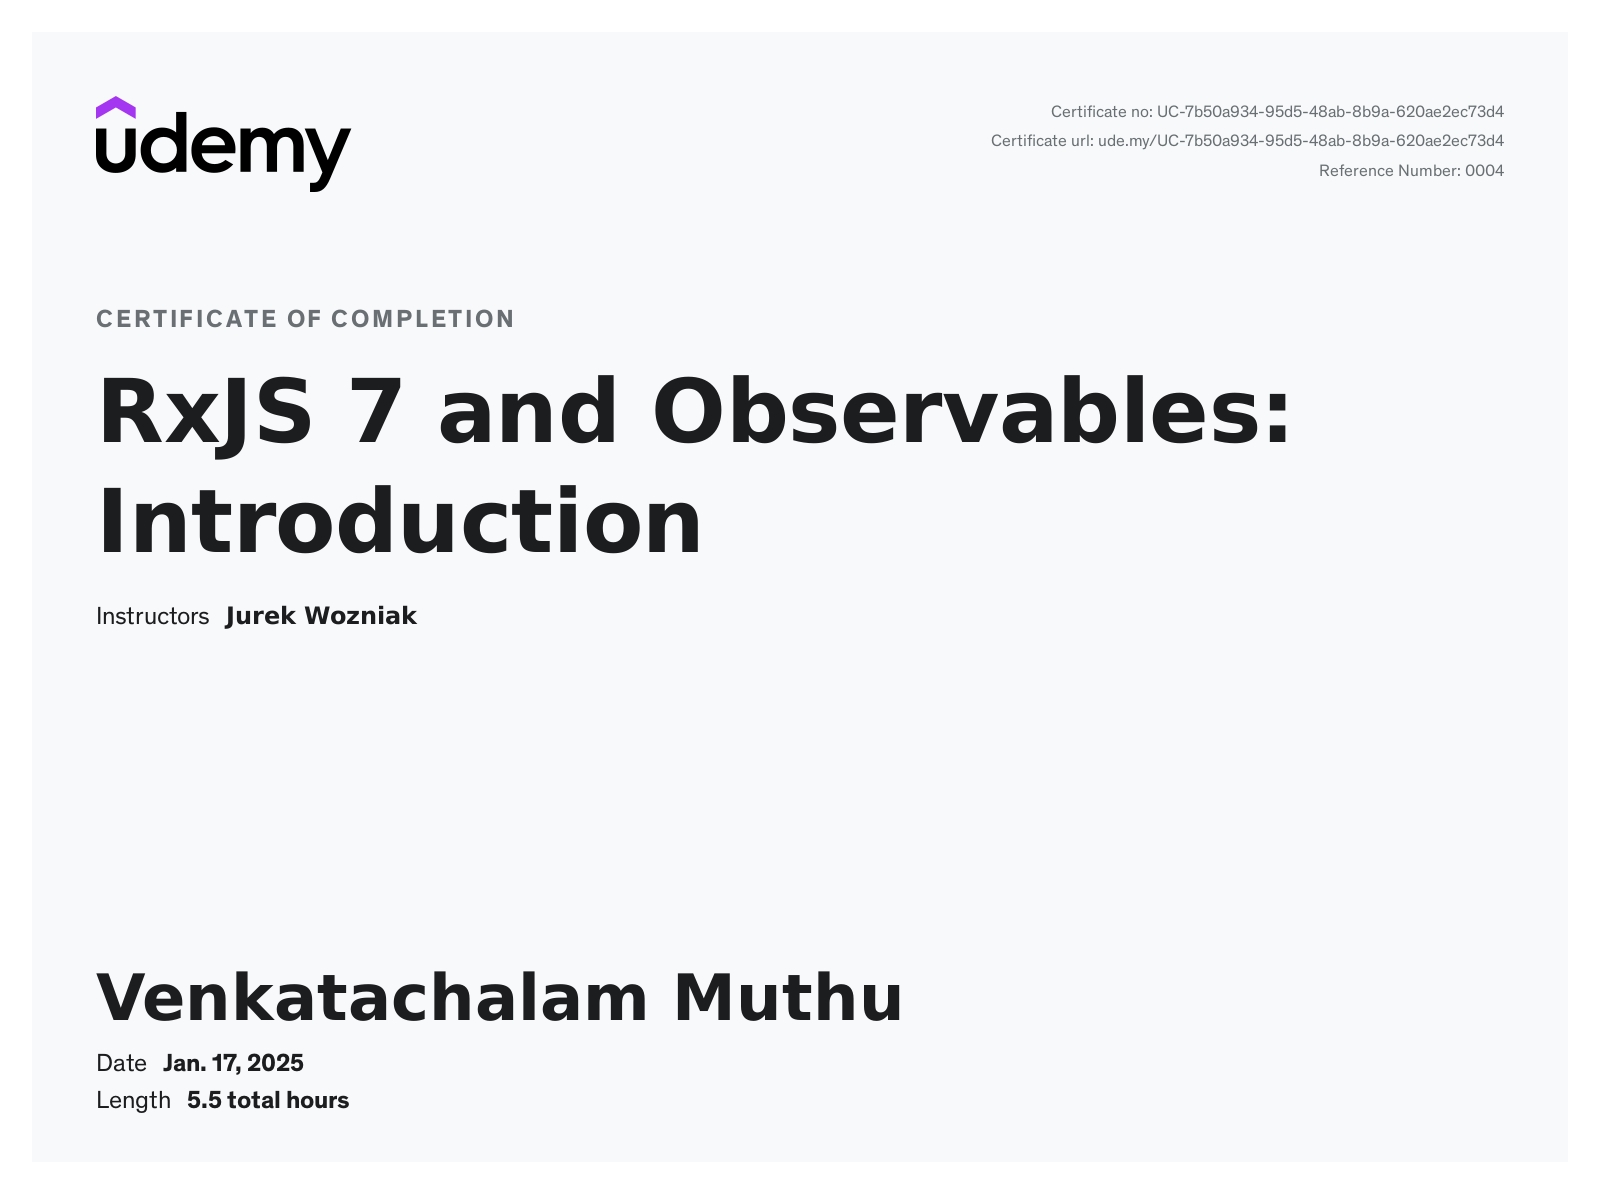 udemy
Certificate no: UC-7b50a934-95d5-48ab-8b9a-620ae2ec73d4
Certificate url: ude.my/UC-7b50a934-95d5-48ab-8b9a-620ae2ec73d4
Reference Number: 0004
CERTIFICATE OF COMPLETION
RxJS 7 and Observables:
Introduction
Instructors Jurek Wozniak
Venkatachalam Muthu
Date Jan. 17, 2025
Length 5.5 total hours